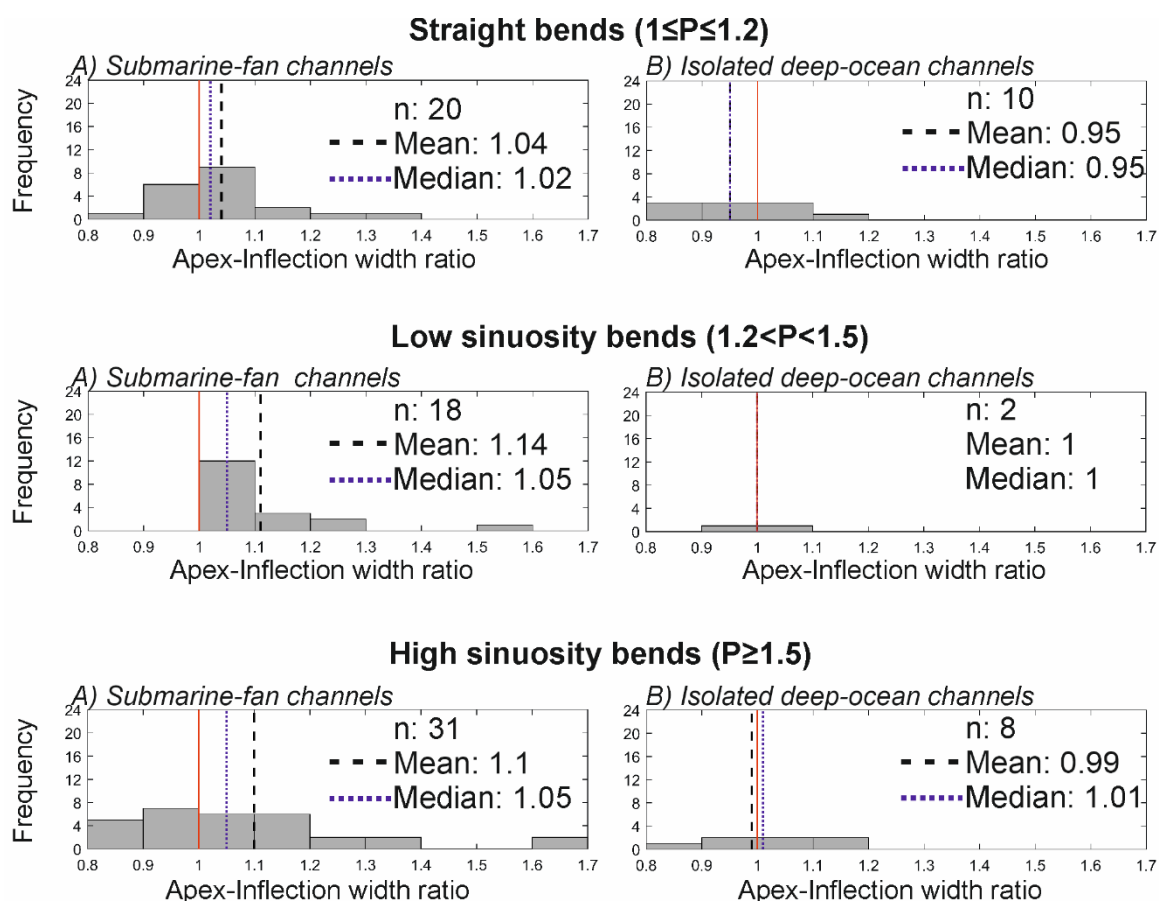 Straight bends (1≤P≤1.2)
A) Submarine-fan channels
24
20
16
12
8
4
0
Frequency
n: 20
Mean: 1.04
Median: 1.02
0.8 0.9 1 1.1 1.2 1.3 1.4 1.5 1.6 1.7
Apex-Inflection width ratio
B) Isolated deep-ocean channels
24
20
16
12
8
4
0
n: 10
Mean: 0.95
Median: 0.95
0.8 0.9 1 1.1 1.2 1.3 1.4 1.5 1.6 1.7
Apex-Inflection width ratio
Low sinuosity bends (1.2<P<1.5)
A) Submarine-fan channels
24
20
16
12
8
4
0
Frequency
n: 18
Mean: 1.14
Median: 1.05
0.8 0.9 1 1.1 1.2 1.3 1.4 1.5 1.6 1.7
Apex-Inflection width ratio
B) Isolated deep-ocean channels
24
20
16
12
8
4
0
n: 2
Mean: 1
Median: 1
0.8 0.9 1 1.1 1.2 1.3 1.4 1.5 1.6 1.7
Apex-Inflection width ratio
High sinuosity bends (P≥1.5)
A) Submarine-fan channels
24
20
16
12
8
4
0
Frequency
n: 31
Mean: 1.1
Median: 1.05
0.8 0.9 1 1.1 1.2 1.3 1.4 1.5 1.6 1.7
Apex-Inflection width ratio
B) Isolated deep-ocean channels
24
20
16
12
8
4
0
n: 8
Mean: 0.99
Median: 1.01
0.8 0.9 1 1.1 1.2 1.3 1.4 1.5 1.6 1.7
Apex-Inflection width ratio